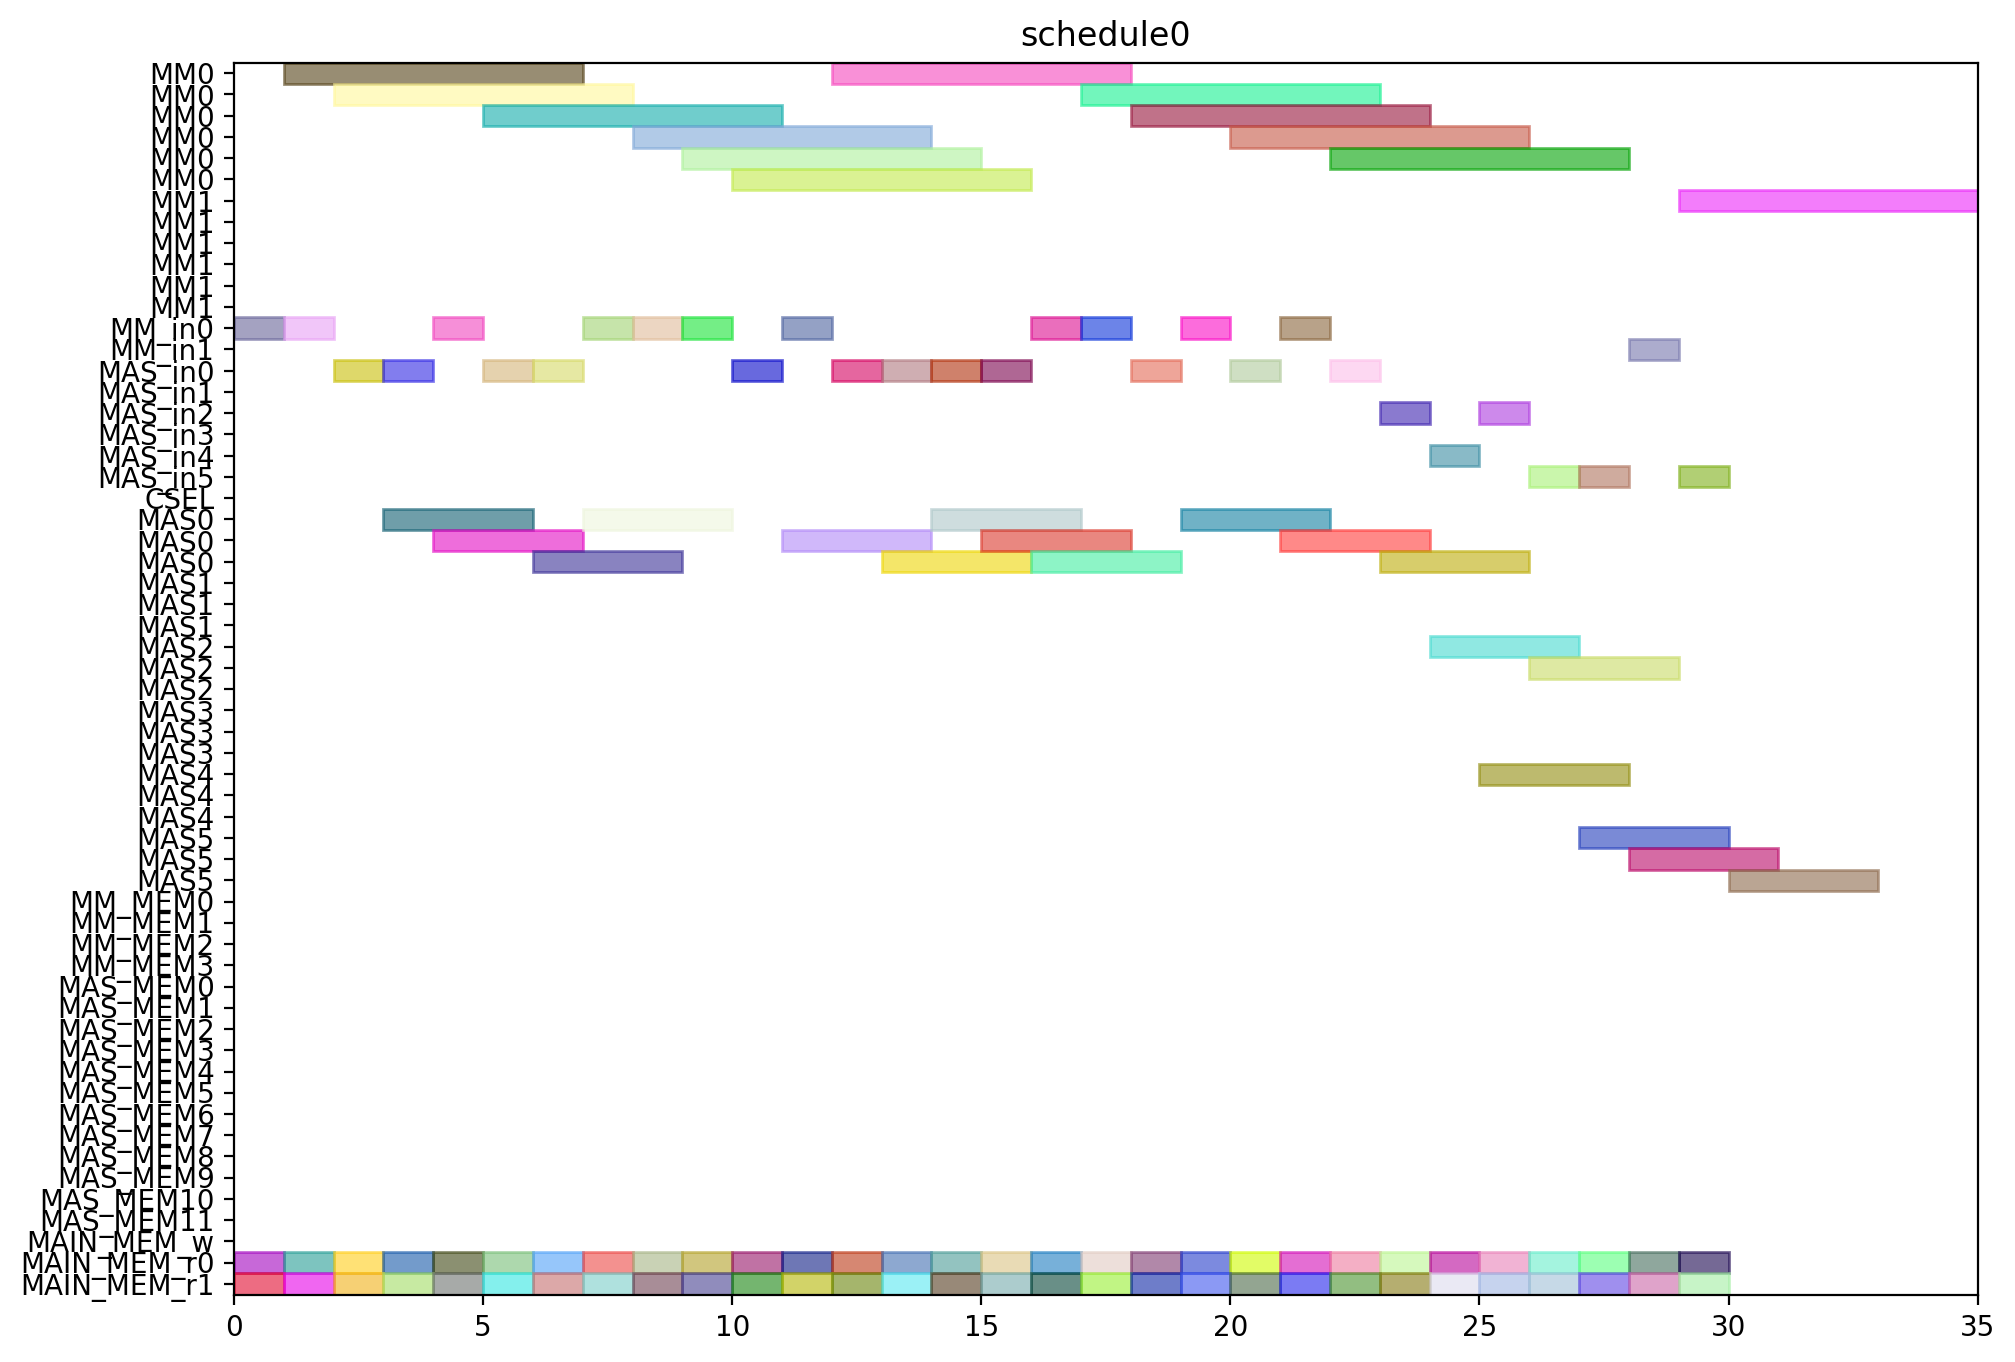 schedule0
MM0
MM0
MM0
MM0
MM0
MM0
MM1
MM1
MM1
MM1
MM1
MM1
MM_in0
MM_in1
MAS_in0
MAS_in1
MAS_in2
MAS_in3
MAS_in4
MAS_in5
CSEL
MAS0
MAS0
MAS0
MAS1
MAS1
MAS1
MAS2
MAS2
MAS2
MAS3
MAS3
MAS3
MAS4
MAS4
MAS4
MAS5
MAS5
MAS5
MM_MEM0
MM_MEM1
MM_MEM2
MM_MEM3
MAS_MEM0
MAS_MEM1
MAS_MEM2
MAS_MEM3
MAS_MEM4
MAS_MEM5
MAS_MEM6
MAS_MEM7
MAS_MEM8
MAS_MEM9
MAS_MEM10
MAS_MEM11
MAIN_MEM_w
MAIN_MEM_r0
MAIN_MEM_r1
0 5 10 15 20 25 30 35